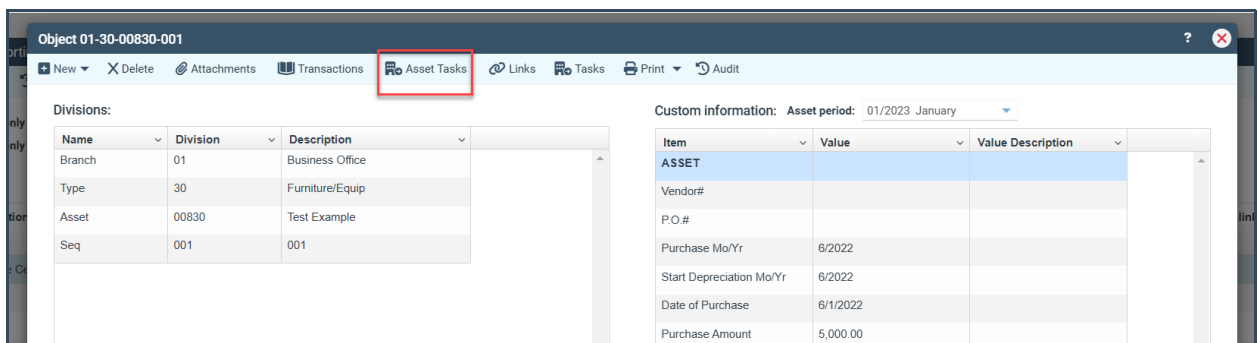 Object 01-30-00830-001 ?
New Delete Attachments Transactions Asset Tasks Links Tasks Print Audit
Divisions:
Name Division Description
Branch 01 Business Office
Type 30 Furniture/Equip
Asset 00830 Test Example
Seq 001 001
Custom information: Asset period: 01/2023 January
Item Value Value Description
ASSET
Vendor#
P.O.#
Purchase Mo/Yr 6/2022
Start Depreciation Mo/Yr 6/2022
Date of Purchase 6/1/2022
Purchase Amount 5,000.00